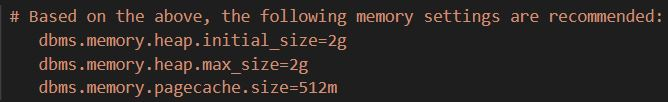 # Based on the above, the following memory settings are recommended:
dbms.memory.heap.initial_size=2g
dbms.memory.heap.max_size=2g
dbms.memory.pagecache.size=512m